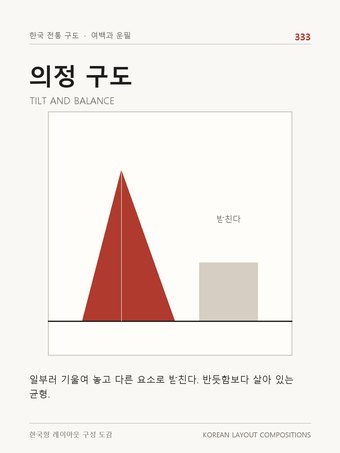 한국 전통 구도 · 여백과 운필
333
의정 구도
TILT AND BALANCE
받친다
일부러 기울여 놓고 다른 요소로 받친다. 반듯함보다 살아 있는
균형.
한국형 레이아웃 구성 도감
KOREAN LAYOUT COMPOSITIONS